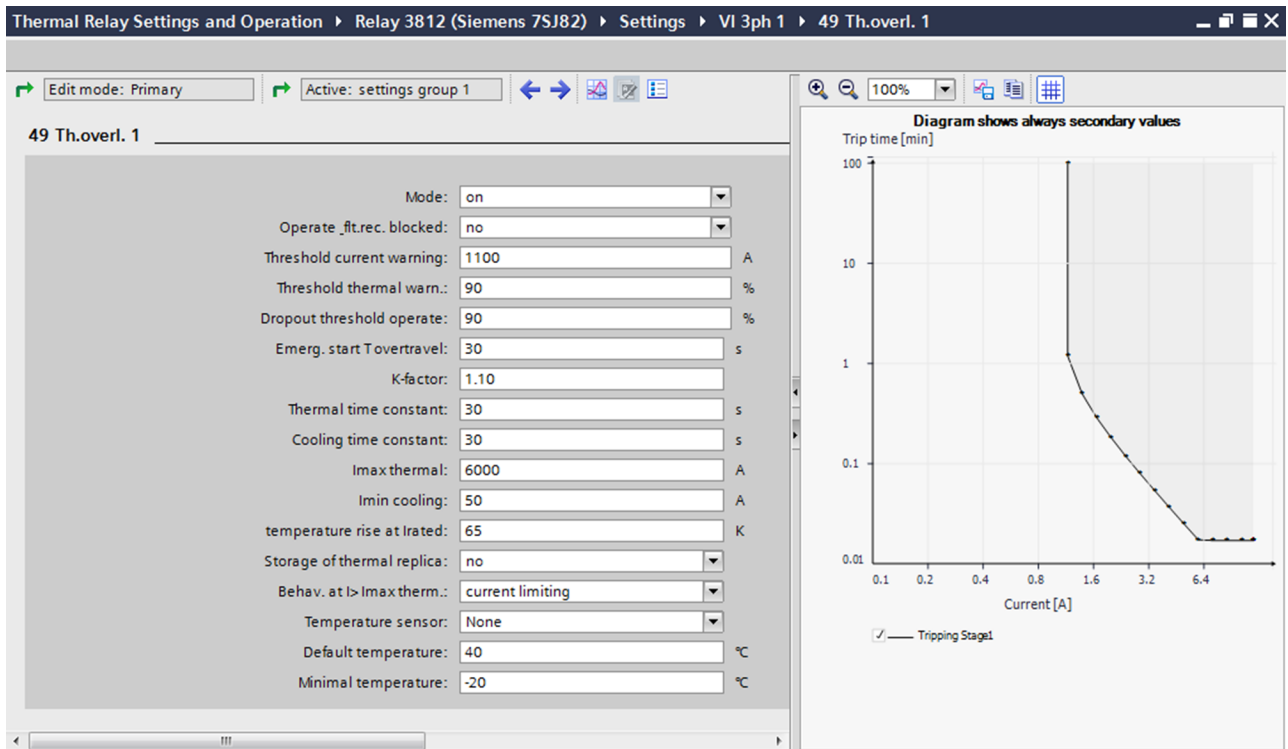 Thermal Relay Settings and Operation ▸ Relay 3812 (Siemens 7SJ82) ▸ Settings ▸ VI 3ph 1 ▸ 49 Th.overl. 1
Edit mode: Primary
Active: settings group 1
100%
49 Th.overl. 1
Mode: on
Operate _flt.rec. blocked: no
Threshold current warning: 1100 A
Threshold thermal warn.: 90 %
Dropout threshold operate: 90 %
Emerg. start T overtravel: 30 s
K-factor: 1.10
Thermal time constant: 30 s
Cooling time constant: 30 s
Imax thermal: 6000 A
Imin cooling: 50 A
temperature rise at Irated: 65 K
Storage of thermal replica: no
Behav. at I>Imax therm.: current limiting
Temperature sensor: None
Default temperature: 40 °C
Minimal temperature: -20 °C
Diagram shows always secondary values
Trip time [min]
100
10
1
0.1
0.01
0.1 0.2 0.4 0.8 1.6 3.2 6.4
Current [A]
Tripping Stage1